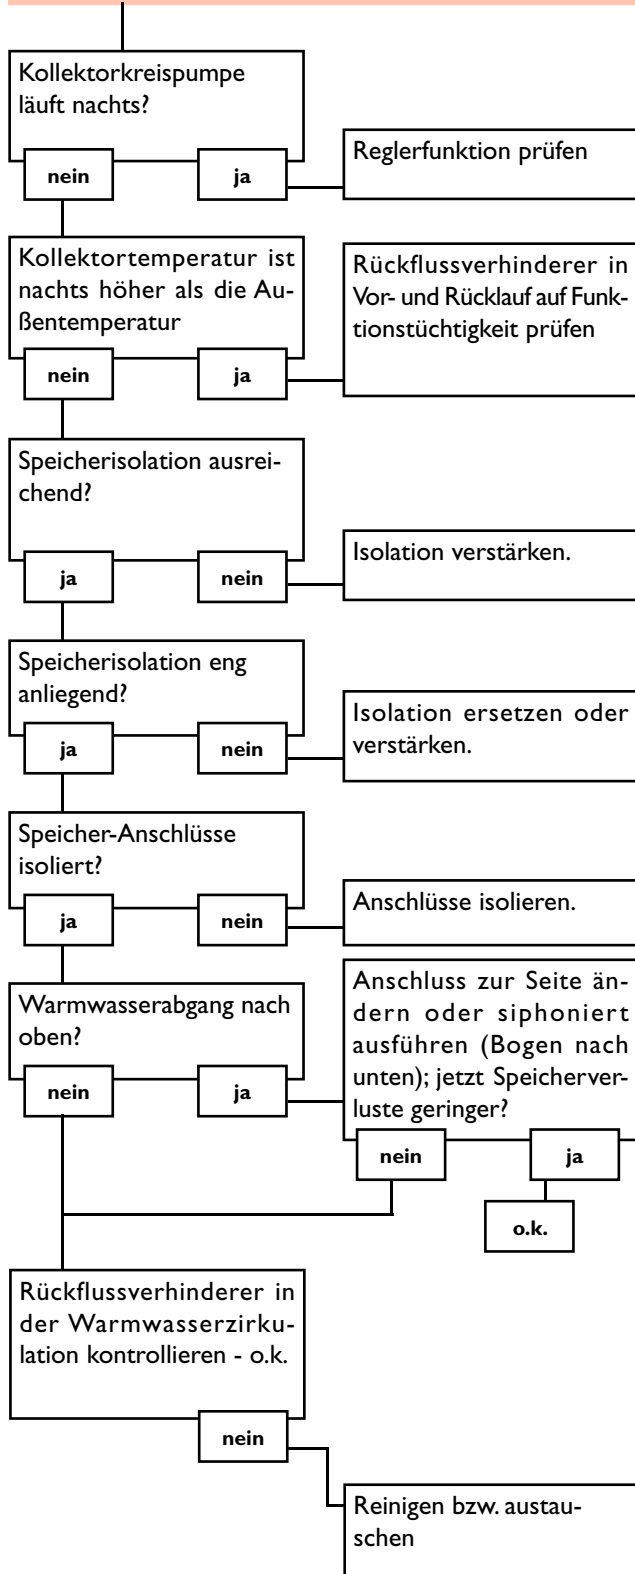 Kollektorkreispumpe
läuft nachts?
nein
ja
Reglerfunktion prüfen
Kollektortemperatur ist
nachts höher als die Au-
ßentemperatur
nein
ja
Rückflussverhinderer in
Vor- und Rücklauf auf Funk-
tionstüchtigkeit prüfen
Speicherisolation ausrei-
chend?
ja
nein
Isolation verstärken.
Speicherisolation eng
anliegend?
ja
nein
Isolation ersetzen oder
verstärken.
Speicher-Anschlüsse
isoliert?
ja
nein
Anschlüsse isolieren.
Warmwasserabgang nach
oben?
nein
ja
Anschluss zur Seite än-
dern oder siphoniert
ausführen (Bogen nach
unten); jetzt Speicherver-
luste geringer?
nein
ja
o.k.
Rückflussverhinderer in
der Warmwasserzirku-
lation kontrollieren - o.k.
nein
Reinigen bzw. austau-
schen